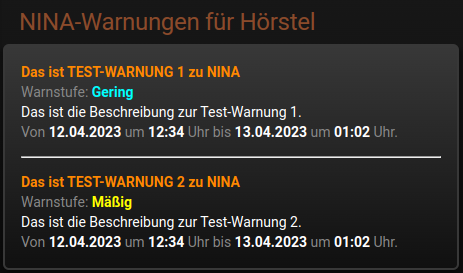 NINA-Warnungen für Hörstel
Das ist TEST-WARNUNG 1 zu NINA
Warnstufe: Gering
Das ist die Beschreibung zur Test-Warnung 1.
Von 12.04.2023 um 12:34 Uhr bis 13.04.2023 um 01:02 Uhr.
Das ist TEST-WARNUNG 2 zu NINA
Warnstufe: Mäßig
Das ist die Beschreibung zur Test-Warnung 2.
Von 12.04.2023 um 12:34 Uhr bis 13.04.2023 um 01:02 Uhr.